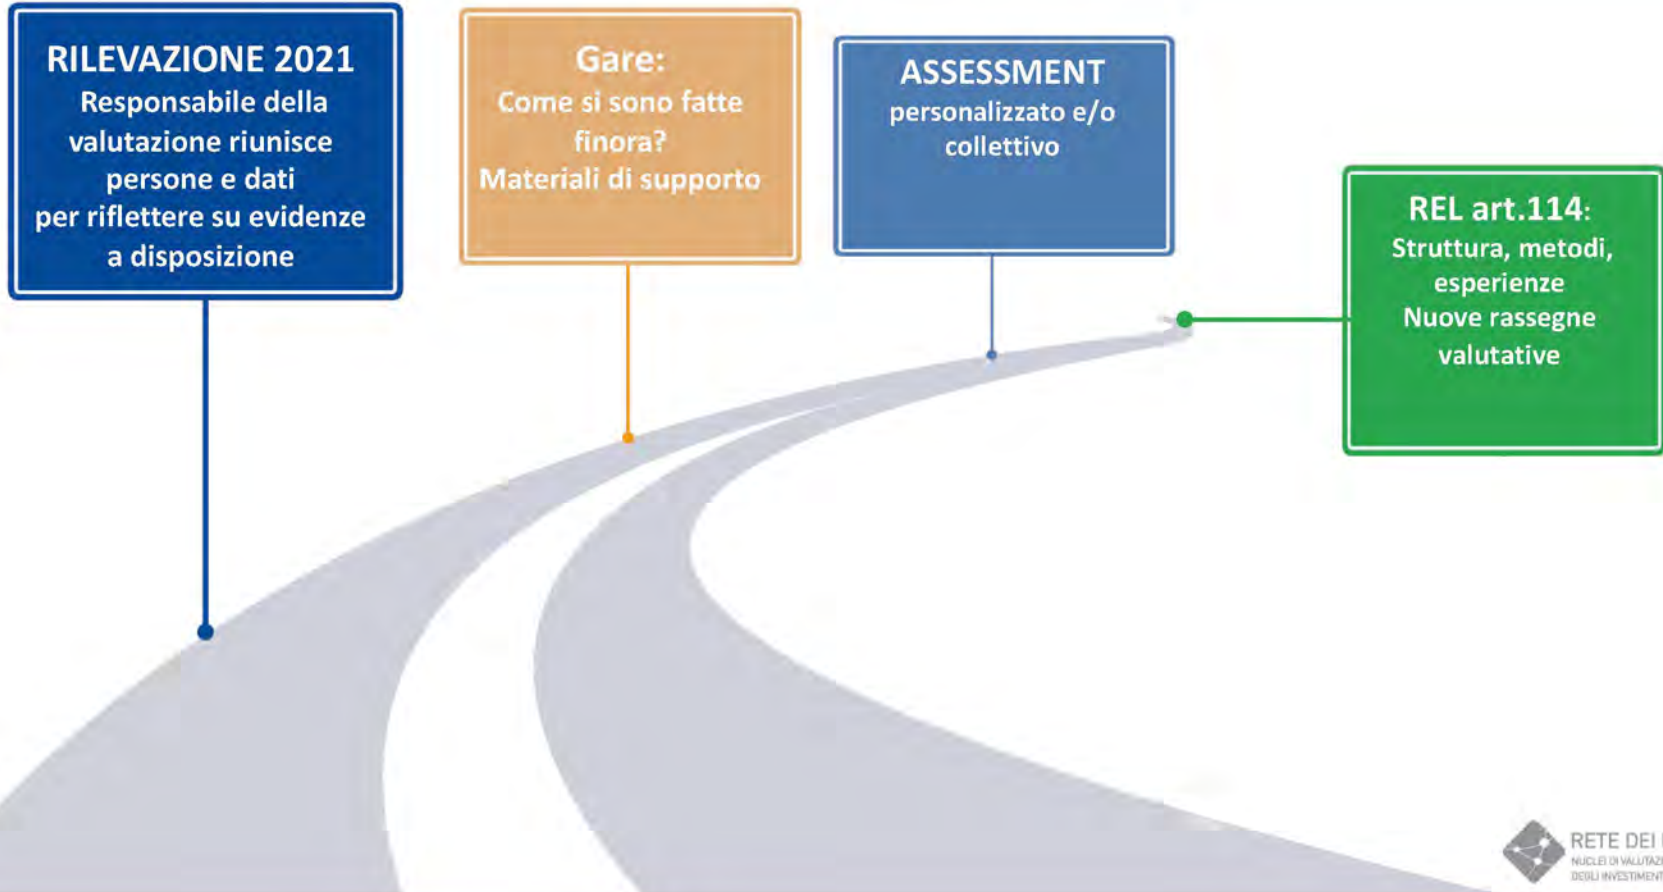 RILEVAZIONE 2021
Responsabile della
valutazione riunisce
persone e dati
per riflettere su evidenze
a disposizione
Gare:
Come si sono fatte
finora?
Materiali di supporto
ASSESSMENT
personalizzato e/o
collettivo
REL art.114:
Struttura, metodi,
esperienze
Nuove rassegne
valutative
RETE DEI
NUCLEI DI
DEGLI INVESTIMENT